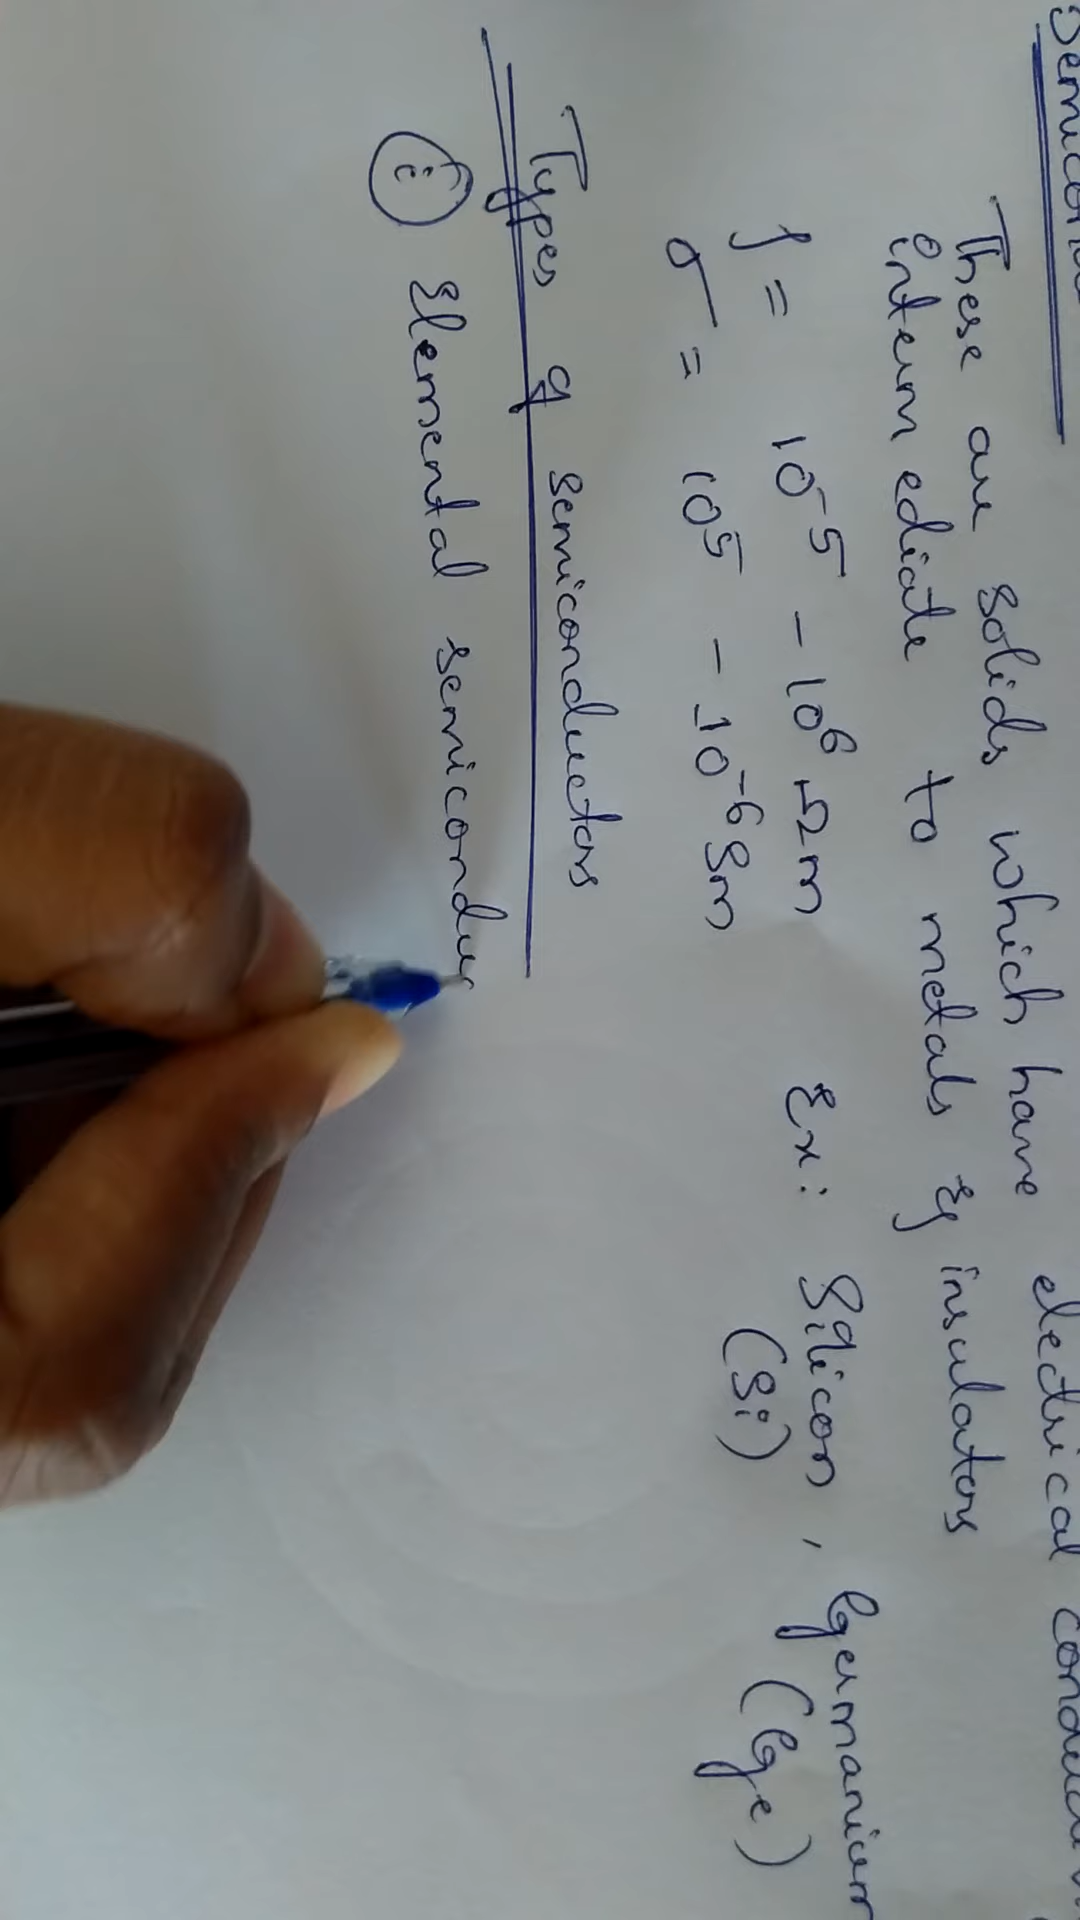 These are solids which have electrical
intermediate to metals & insulators
ρ = 10⁻⁵ – 10⁶ Ωm Ex: Silicon, Germanium
σ = 10⁵ – 10⁻⁶ Sm (Si) (Ge)
Types of semiconductors
(i) Elemental semicondu